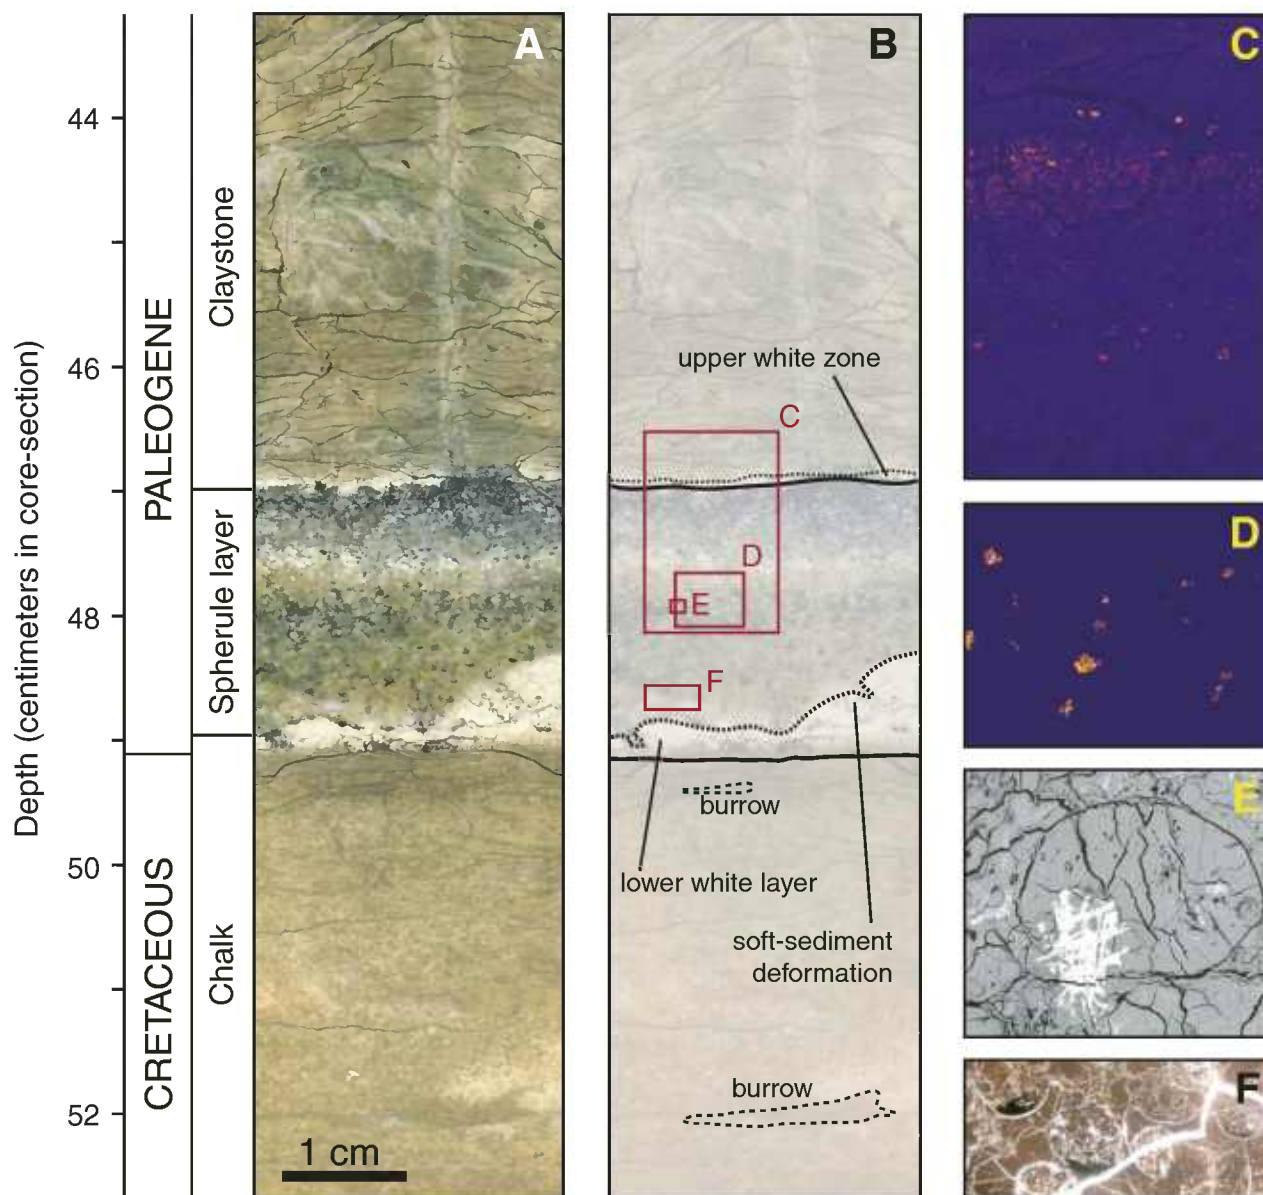 Depth (centimeters in core-section)
44
46
48
50
52
PALEOGENE
CRETACEOUS
Claystone
Spherule layer
Chalk
A
1 cm
B
upper white zone
C
D
E
F
burrow
lower white layer
soft-sediment
deformation
burrow
C
D
E
F